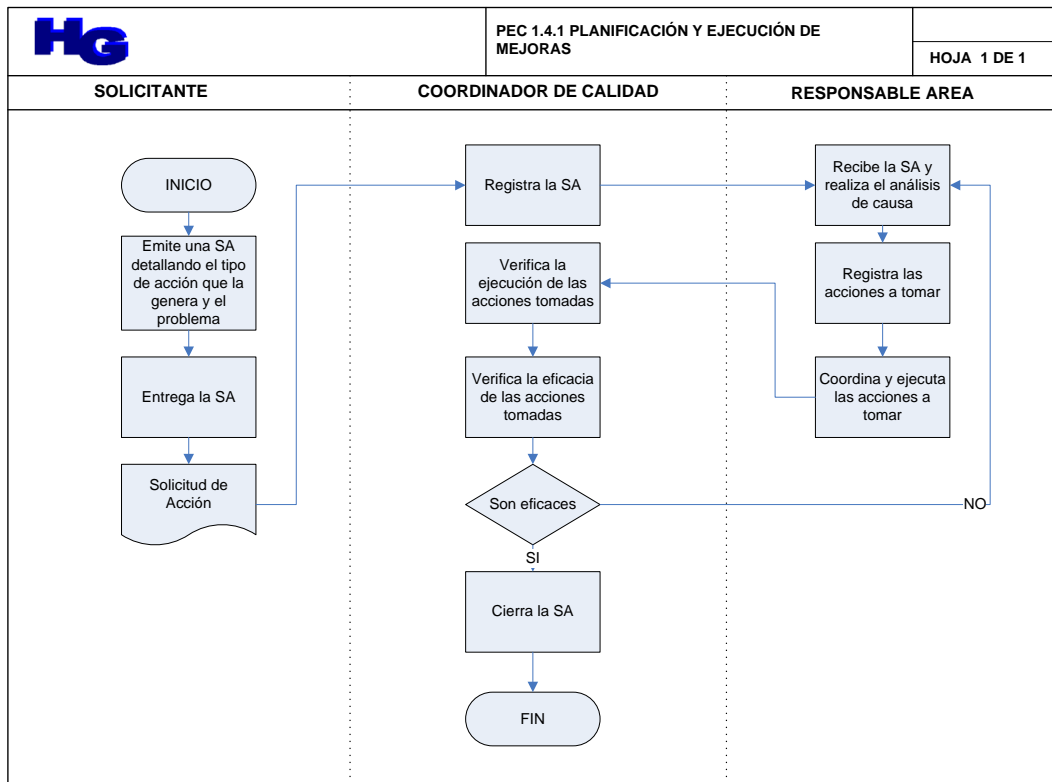 HG
PEC 1.4.1 PLANIFICACIÓN Y EJECUCIÓN DE
MEJORAS
HOJA 1 DE 1
SOLICITANTE
COORDINADOR DE CALIDAD
RESPONSABLE AREA
INICIO
Emite una SA
detallando el tipo
de acción que la
genera y el
problema
Entrega la SA
Solicitud de
Acción
Registra la SA
Recibe la SA y
realiza el análisis
de causa
Registra las
acciones a tomar
Coordina y ejecuta
las acciones a
tomar
Verifica la
ejecución de las
acciones tomadas
Verifica la eficacia
de las acciones
tomadas
Son eficaces
NO
SI
Cierra la SA
FIN